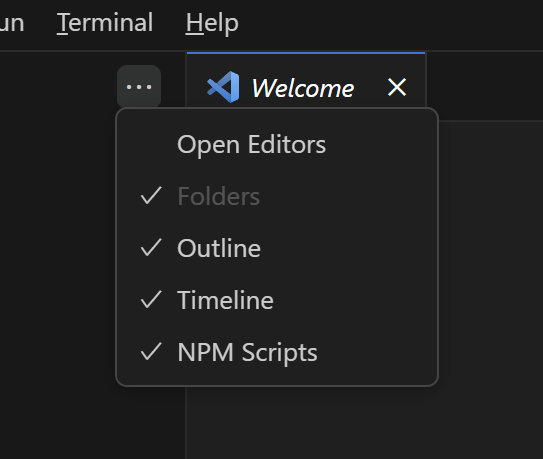 un Terminal Help
... Welcome
Open Editors
Folders
Outline
Timeline
NPM Scripts